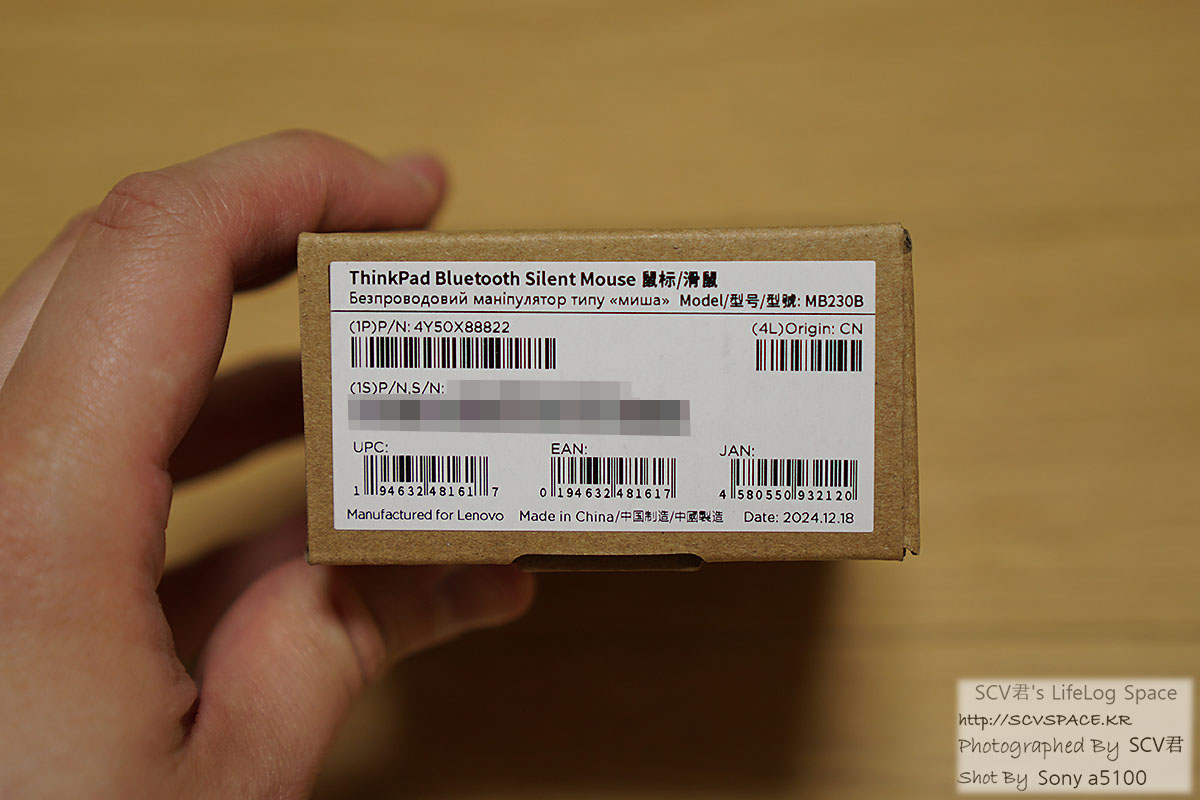 ThinkPad Bluetooth Silent Mouse 鼠标/滑鼠
Безпроводовий маніпулятор типу «миша» Model/型号/型號: MB230B
(1P)P/N: 4Y50X88822 (4L)Origin: CN
(1S)P/N,S/N:
UPC: EAN: JAN:
1 94632 48161 7 0 194632 481617 4 580550 932120
Manufactured for Lenovo Made in China/中国制造/中國製造 Date: 2024.12.18
SCV君's LifeLog Space
http://SCVSPACE.KR
Photographed By SCV君
Shot By Sony a5100